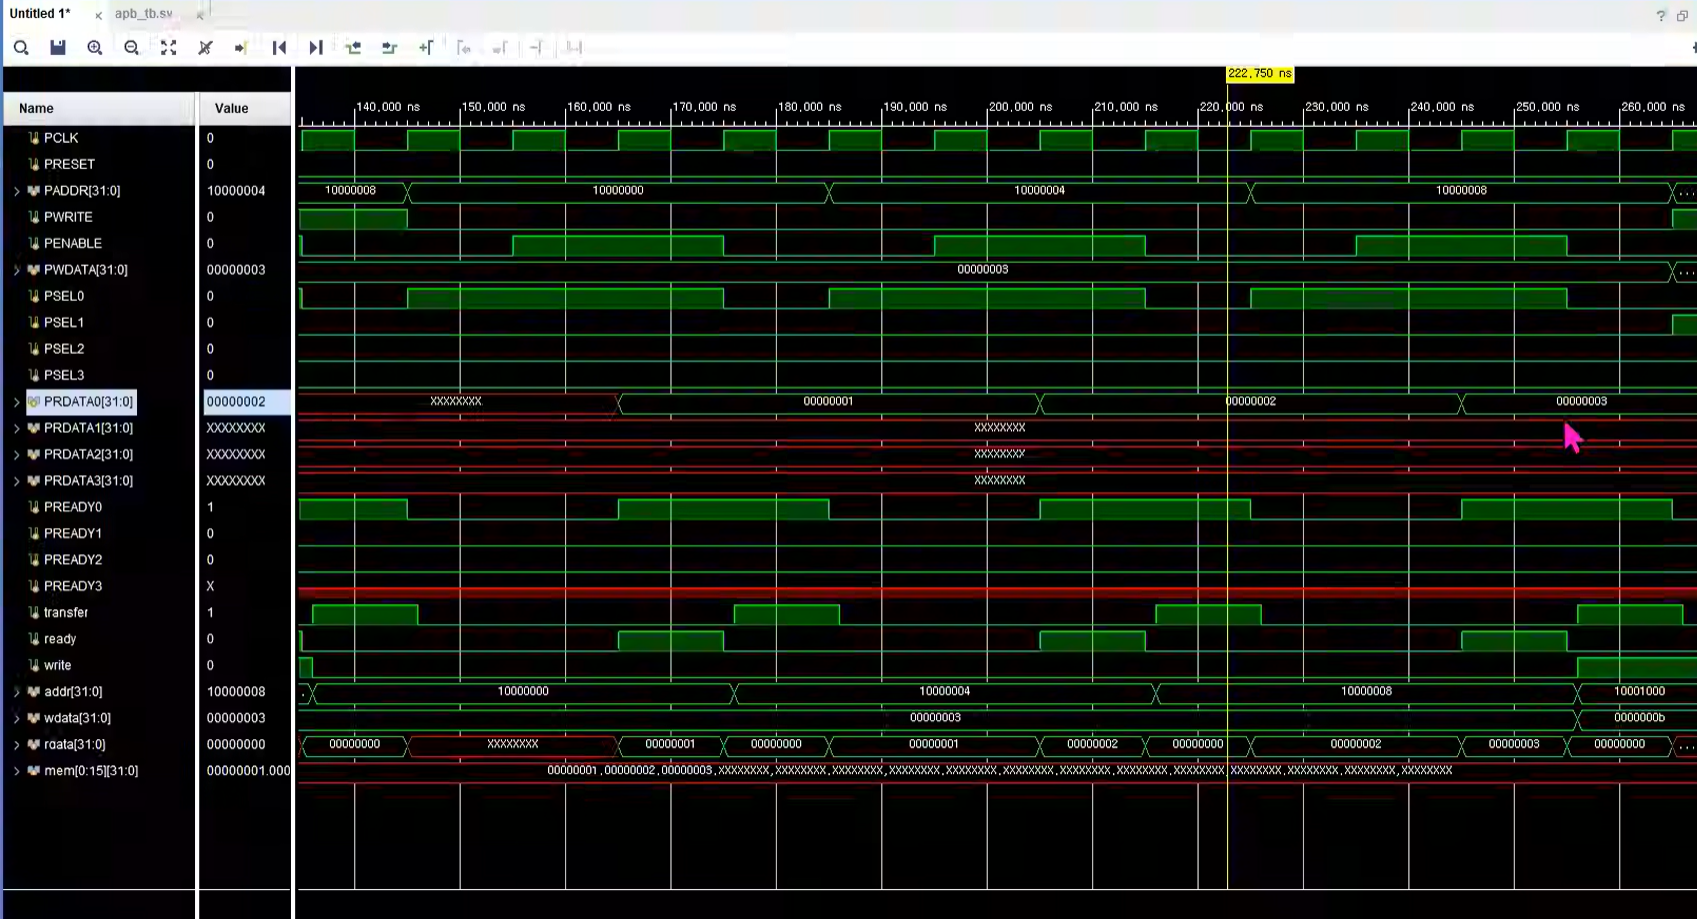 Untitled 1* × apb_tb.sv ×
?
222,750 ns
Name Value
140,000 ns 150,000 ns 160,000 ns 170,000 ns 180,000 ns 190,000 ns 200,000 ns 210,000 ns 220,000 ns 230,000 ns 240,000 ns 250,000 ns 260,000 ns
PCLK 0
PRESET 0
PADDR[31:0] 10000004 10000008 10000000 10000004 10000008 ...
PWRITE 0
PENABLE 0
PWDATA[31:0] 00000003 00000003 ...
PSEL0 0
PSEL1 0
PSEL2 0
PSEL3 0
PRDATA0[31:0] 00000002 XXXXXXXX 00000001 00000002 00000003
PRDATA1[31:0] XXXXXXXX XXXXXXXX
PRDATA2[31:0] XXXXXXXX XXXXXXXX
PRDATA3[31:0] XXXXXXXX XXXXXXXX
PREADY0 1
PREADY1 0
PREADY2 0
PREADY3 X
transfer 1
ready 0
write 0
addr[31:0] 10000008 . 10000000 10000004 10000008 10001000
wdata[31:0] 00000003 00000003 0000000b
rdata[31:0] 00000000 00000000 XXXXXXXX 00000001 00000000 00000001 00000002 00000000 00000002 00000003 00000000 ...
mem[0:15][31:0] 00000001,000 00000001,00000002,00000003,XXXXXXXX,XXXXXXXX,XXXXXXXX,XXXXXXXX,XXXXXXXX,XXXXXXXX,XXXXXXXX,XXXXXXXX,XXXXXXXX,XXXXXXXX,XXXXXXXX,XXXXXXXX,XXXXXXXX